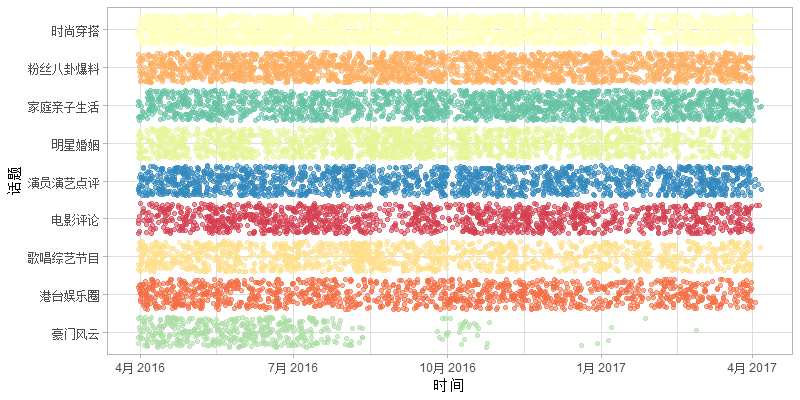 时尚穿搭
粉丝八卦爆料
家庭亲子生活
明星婚姻
演员演艺点评
电影评论
歌唱综艺节目
港台娱乐圈
豪门风云
话题
4月 2016
7月 2016
10月 2016
1月 2017
4月 2017
时间